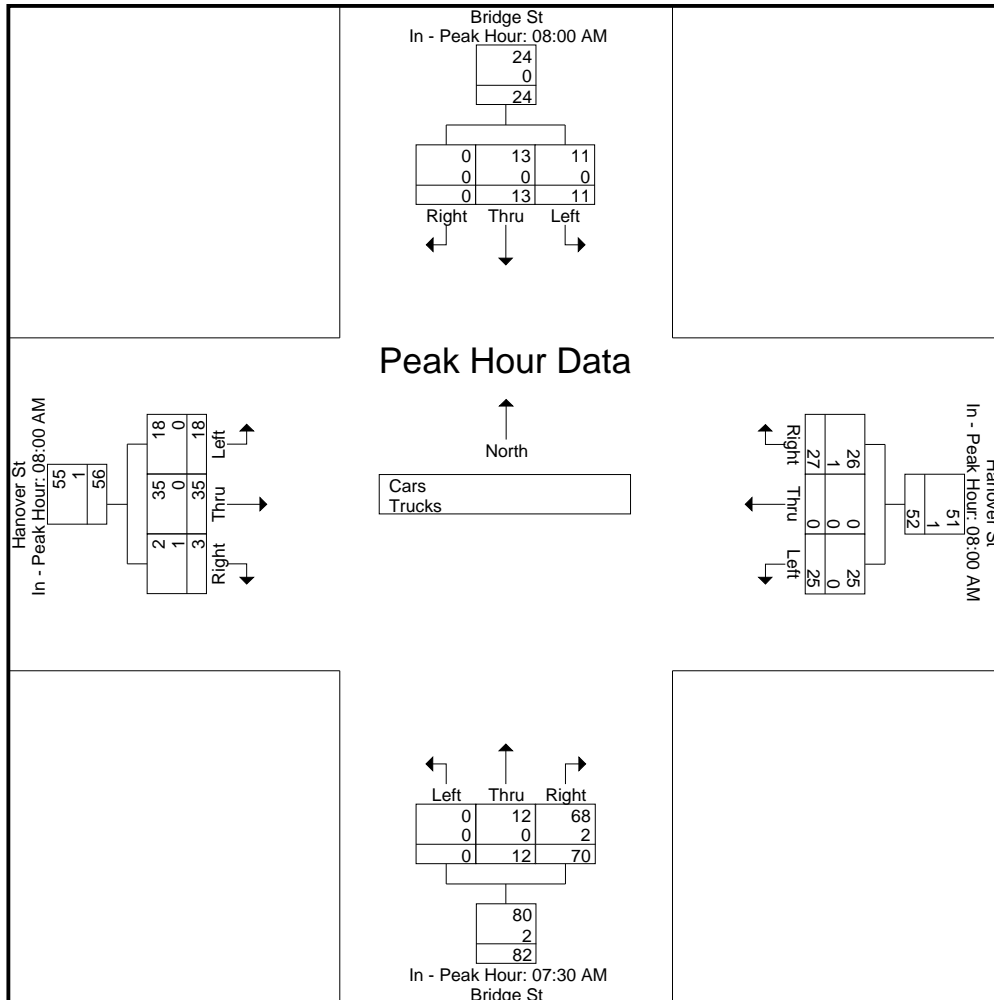 Bridge St
In - Peak Hour: 08:00 AM
24
0
24
0 13 11
0 0 0
0 13 11
Right Thru Left
Peak Hour Data
North
Cars
Trucks
Hanover St
In - Peak Hour: 08:00 AM
55
1
56
18 0 18
Left
35 0 35
Thru
2 1 3
Right
Right
27 1 26
Thru
0 0 0
Left
25 0 25
51
1
52
In - Peak Hour: 08:00 AM
Hanover St
Left Thru Right
0 12 68
0 0 2
0 12 70
80
2
82
In - Peak Hour: 07:30 AM
Bridge St